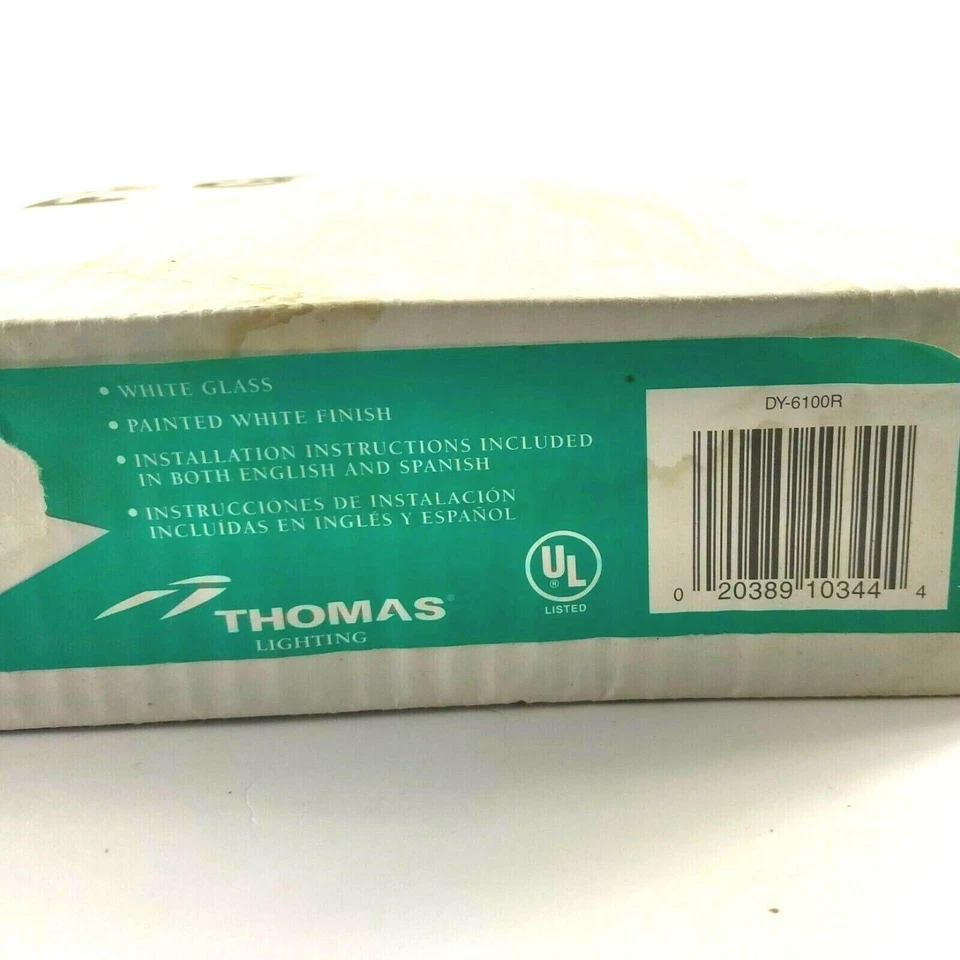 • WHITE GLASS
• PAINTED WHITE FINISH
• INSTALLATION INSTRUCTIONS INCLUDED
IN BOTH ENGLISH AND SPANISH
• INSTRUCCIÓNES DE INSTALACIÓN
INCLUÍDAS EN INGLÉS Y ESPAÑOL
THOMAS®
LIGHTING
UL®
LISTED
DY-6100R
0 20389 10344 4